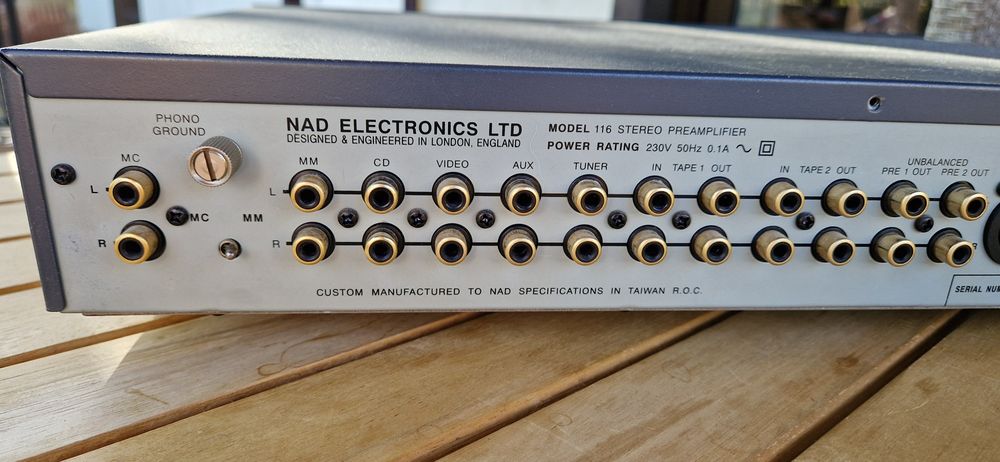 PHONO
GROUND
NAD ELECTRONICS LTD
DESIGNED & ENGINEERED IN LONDON, ENGLAND
MODEL 116 STEREO PREAMPLIFIER
POWER RATING 230V 50Hz 0.1A
MC
MM CD VIDEO AUX TUNER IN TAPE 1 OUT IN TAPE 2 OUT
UNBALANCED
PRE 1 OUT PRE 2 OUT
L L
MC MM
R R R
CUSTOM MANUFACTURED TO NAD SPECIFICATIONS IN TAIWAN R.O.C.
SERIAL NUM